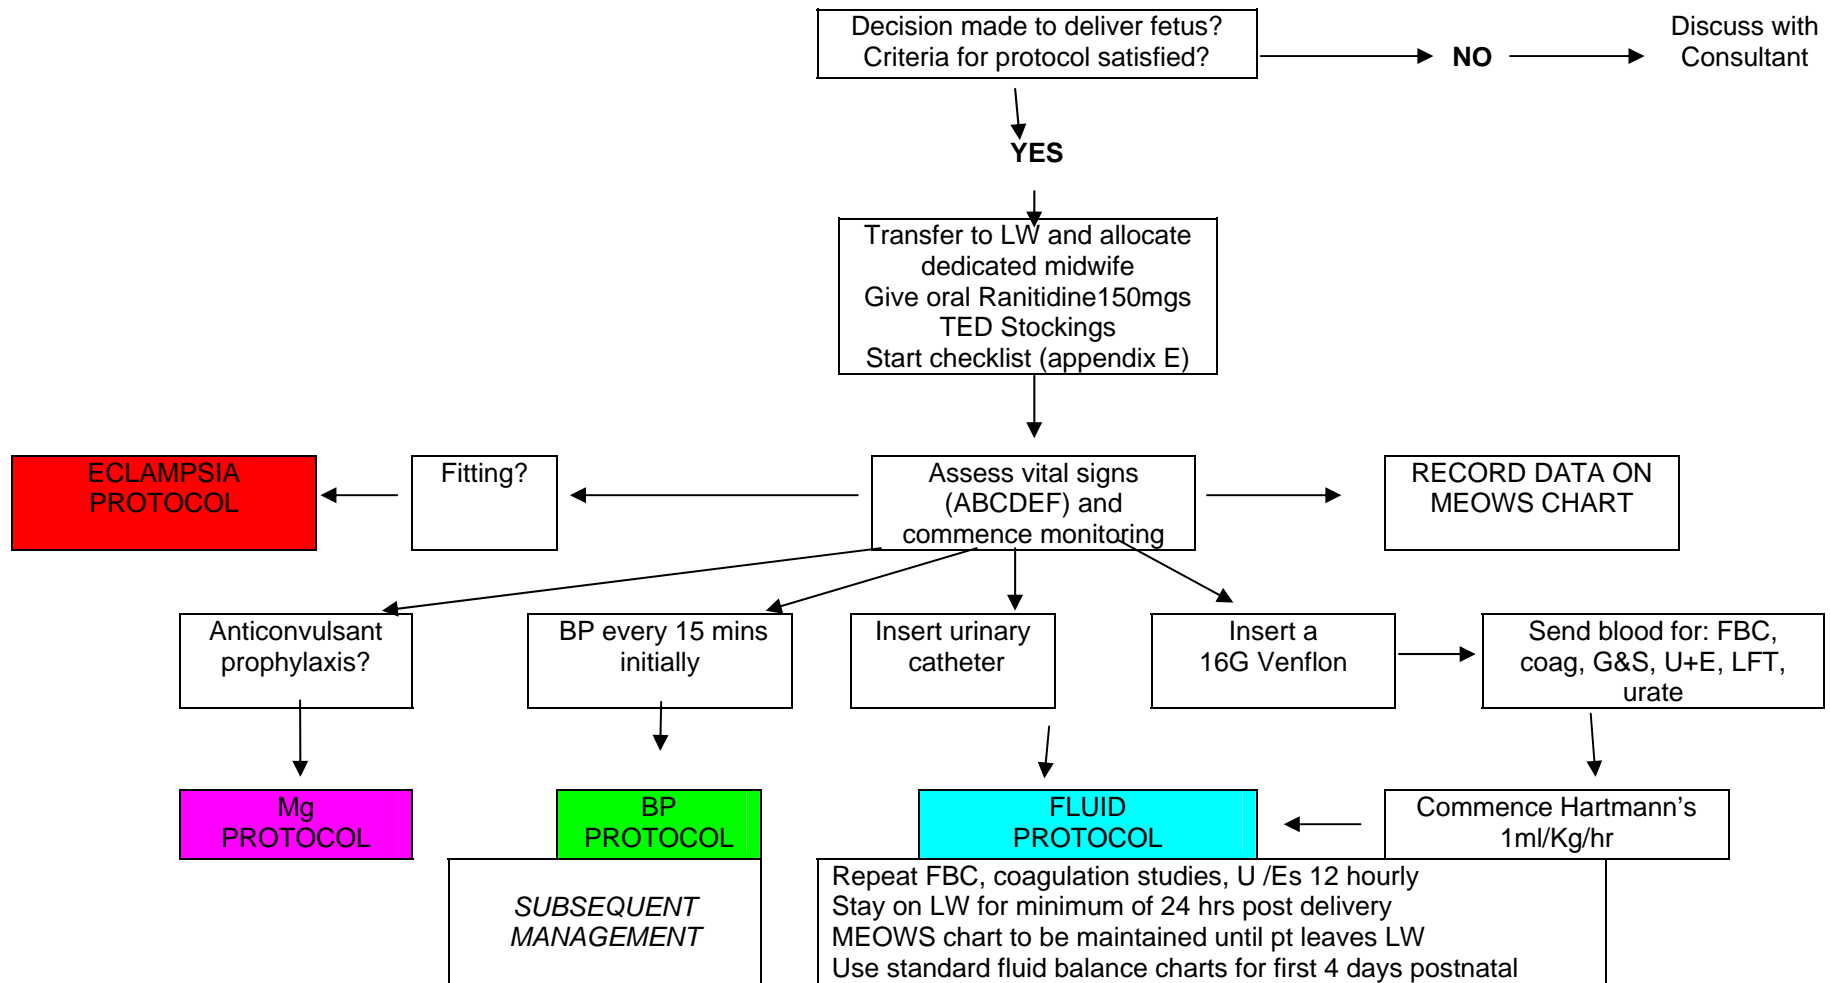 Decision made to deliver fetus?
Criteria for protocol satisfied?
NO
Discuss with
Consultant
YES
Transfer to LW and allocate
dedicated midwife
Give oral Ranitidine150mgs
TED Stockings
Start checklist (appendix E)
ECLAMPSIA
PROTOCOL
Fitting?
Assess vital signs
(ABCDEF) and
commence monitoring
RECORD DATA ON
MEOWS CHART
Anticonvulsant
prophylaxis?
BP every 15 mins
initially
Insert urinary
catheter
Insert a
16G Venflon
Send blood for: FBC,
coag, G&S, U+E, LFT,
urate
Mg
PROTOCOL
BP
PROTOCOL
FLUID
PROTOCOL
Commence Hartmann's
1ml/Kg/hr
SUBSEQUENT
MANAGEMENT
Repeat FBC, coagulation studies, U /Es 12 hourly
Stay on LW for minimum of 24 hrs post delivery
MEOWS chart to be maintained until pt leaves LW
Use standard fluid balance charts for first 4 days postnatal